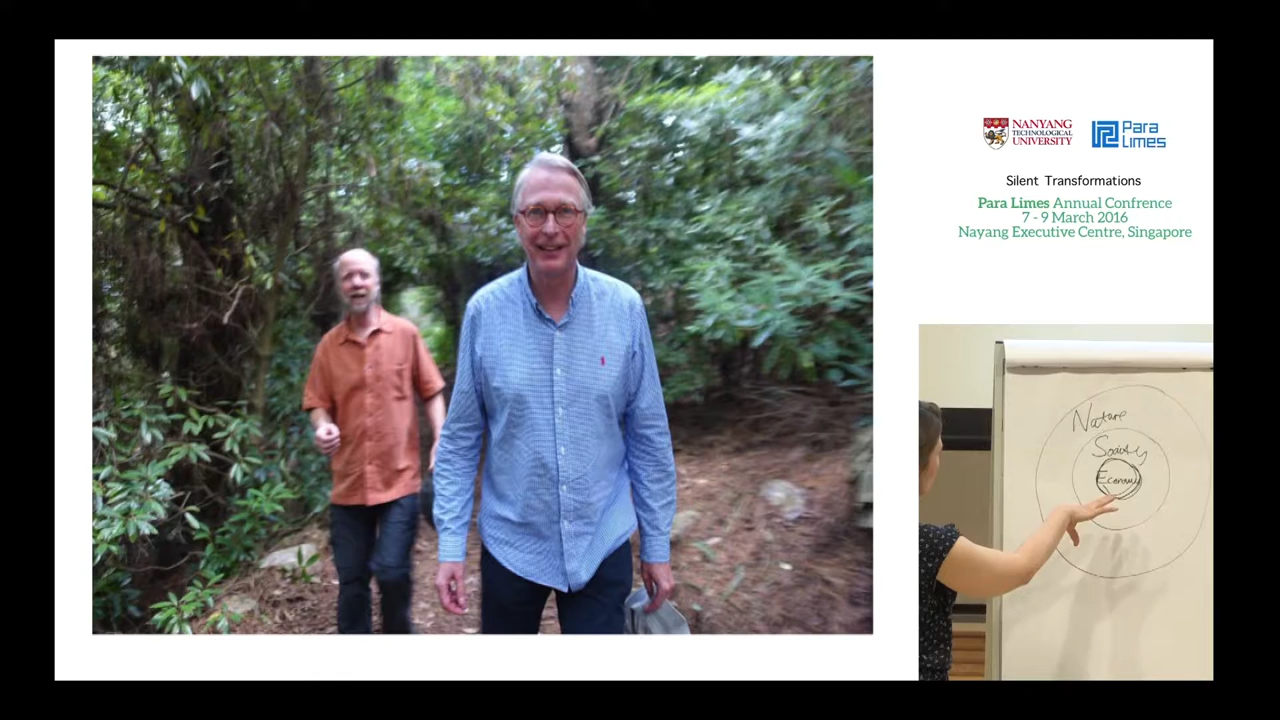 NANYANG
TECHNOLOGICAL
UNIVERSITY
Para
Limes
Silent Transformations
Para Limes Annual Confrence
7 - 9 March 2016
Nayang Executive Centre, Singapore
Nature
Society
Economy